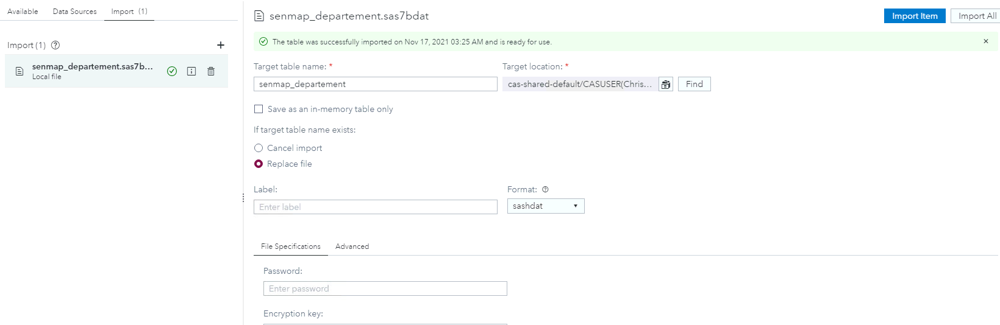 Available Data Sources Import (1)
Import (1)
senmap_departement.sas7b...
Local file
senmap_departement.sas7bdat
Import Item Import All
The table was successfully imported on Nov 17, 2021 03:25 AM and is ready for use.
Target table name: * Target location: *
senmap_departement cas-shared-default/CASUSER(Chris... Find
Save as an in-memory table only
If target table name exists:
Cancel import
Replace file
Label: Format:
Enter label sashdat
File Specifications Advanced
Password:
Enter password
Encryption key: